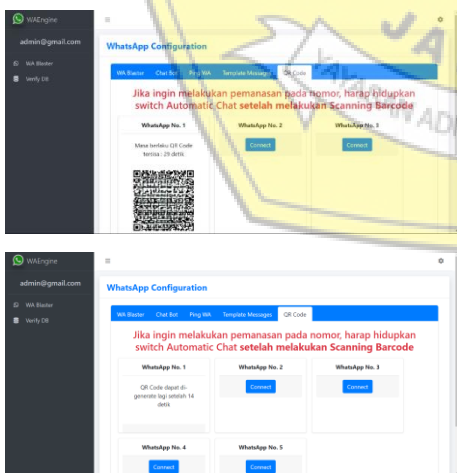 WAEngine
admin@gmail.com
WA Blaster
Verify DB
WhatsApp Configuration
WA Blaster Chat Bot Ping WA Template Messages QR Code
Jika ingin melakukan pemanasan pada nomor, harap hidupkan
switch Automatic Chat setelah melakukan Scanning Barcode
WhatsApp No. 1 WhatsApp No. 2 WhatsApp No. 3
Masa berlaku QR Code
tersisa : 29 detik
Connect Connect
JA
YAYASAN ADI
WAEngine
admin@gmail.com
WA Blaster
Verify DB
WhatsApp Configuration
WA Blaster Chat Bot Ping WA Template Messages QR Code
Jika ingin melakukan pemanasan pada nomor, harap hidupkan
switch Automatic Chat setelah melakukan Scanning Barcode
WhatsApp No. 1 WhatsApp No. 2 WhatsApp No. 3
QR Code dapat di-
generate lagi setelah 14
detik
Connect Connect
WhatsApp No. 4 WhatsApp No. 5
Connect Connect